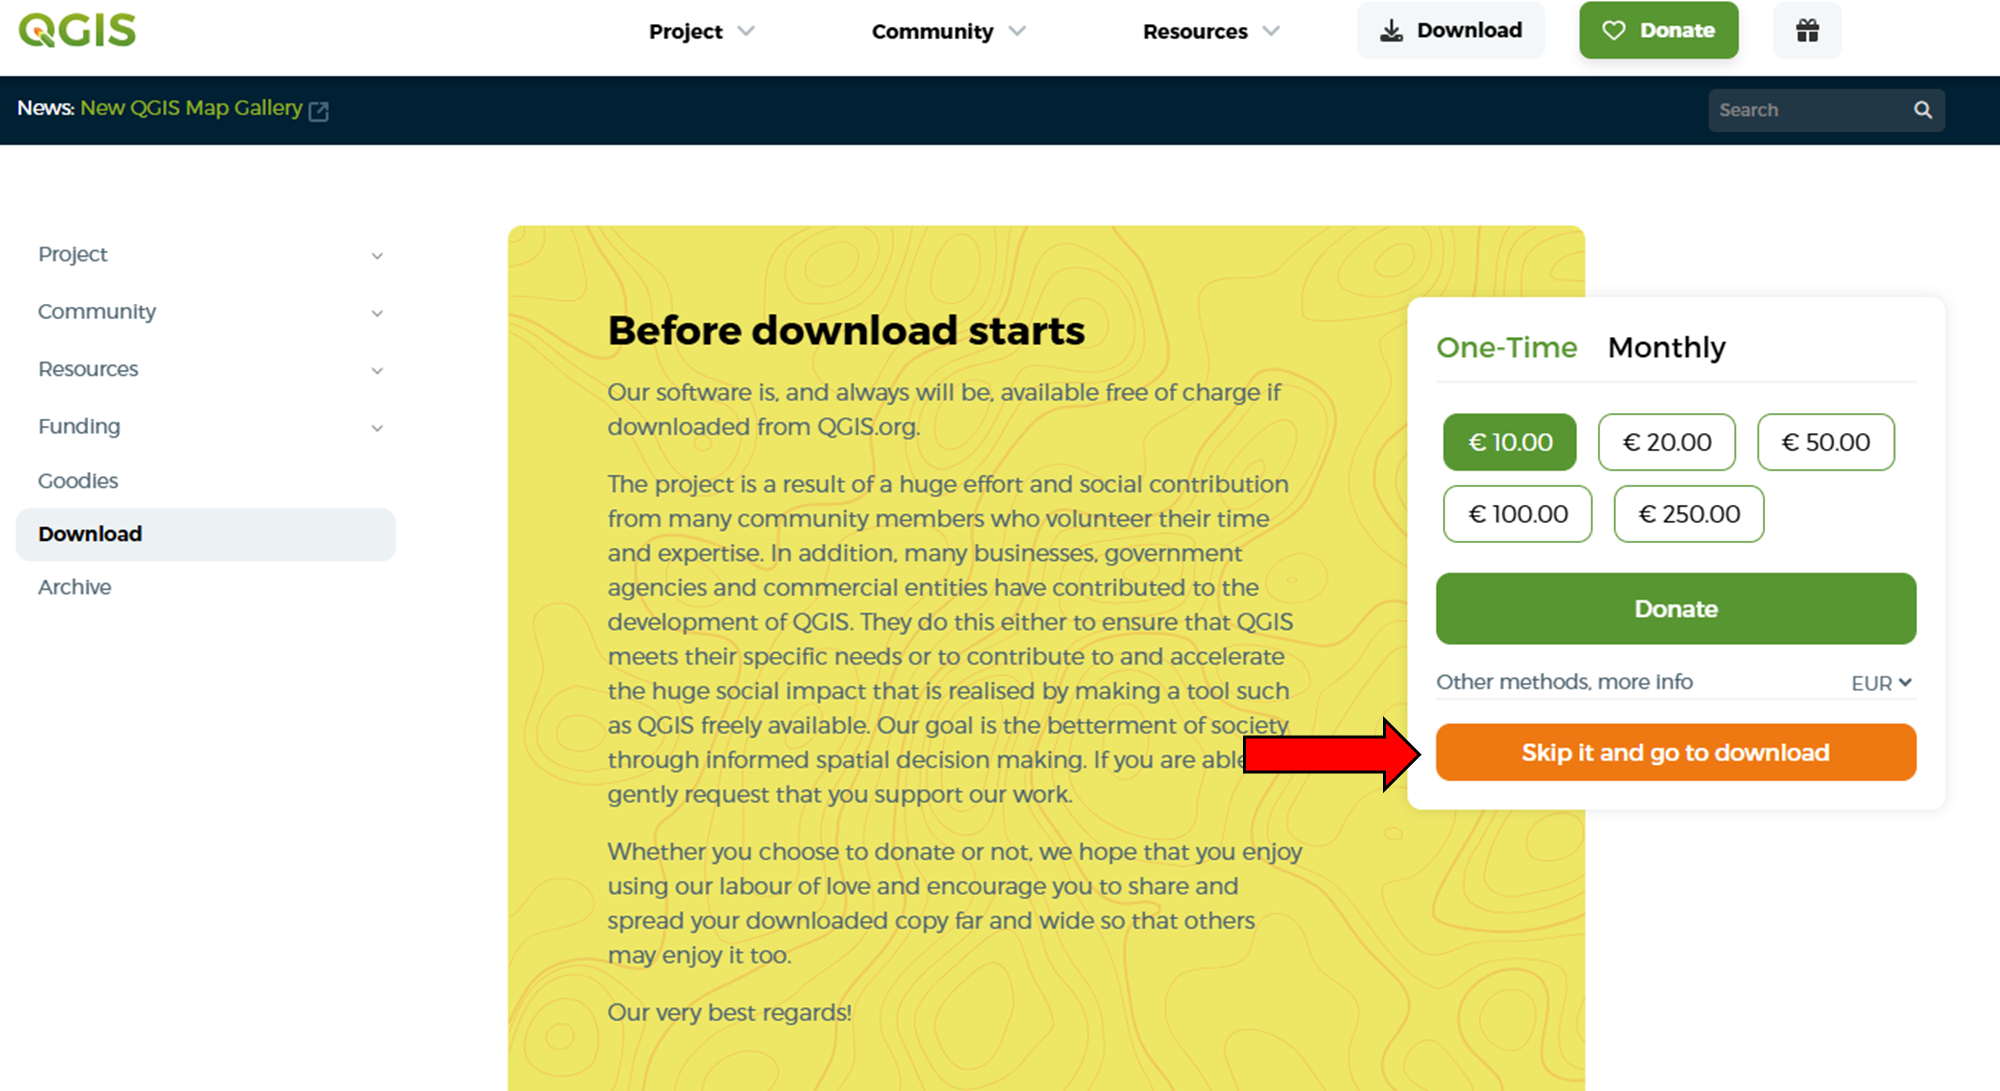 QGIS
Project
Community
Resources
Download
Donate
News: New QGIS Map Gallery
Search
Project
Community
Resources
Funding
Goodies
Download
Archive
Before download starts
Our software is, and always will be, available free of charge if
downloaded from QGIS.org.
The project is a result of a huge effort and social contribution
from many community members who volunteer their time
and expertise. In addition, many businesses, government
agencies and commercial entities have contributed to the
development of QGIS. They do this either to ensure that QGIS
meets their specific needs or to contribute to and accelerate
the huge social impact that is realised by making a tool such
as QGIS freely available. Our goal is the betterment of society
through informed spatial decision making. If you are able
gently request that you support our work.
Whether you choose to donate or not, we hope that you enjoy
using our labour of love and encourage you to share and
spread your downloaded copy far and wide so that others
may enjoy it too.
Our very best regards!
One-Time Monthly
€ 10.00 € 20.00 € 50.00
€ 100.00 € 250.00
Donate
Other methods, more info EUR
Skip it and go to download